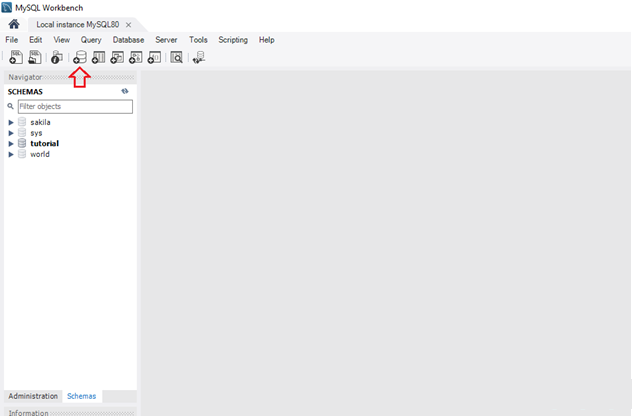 MySQL Workbench
Local instance MySQL80
File Edit View Query Database Server Tools Scripting Help
Navigator
SCHEMAS
Filter objects
sakila
sys
tutorial
world
Administration Schemas
Information